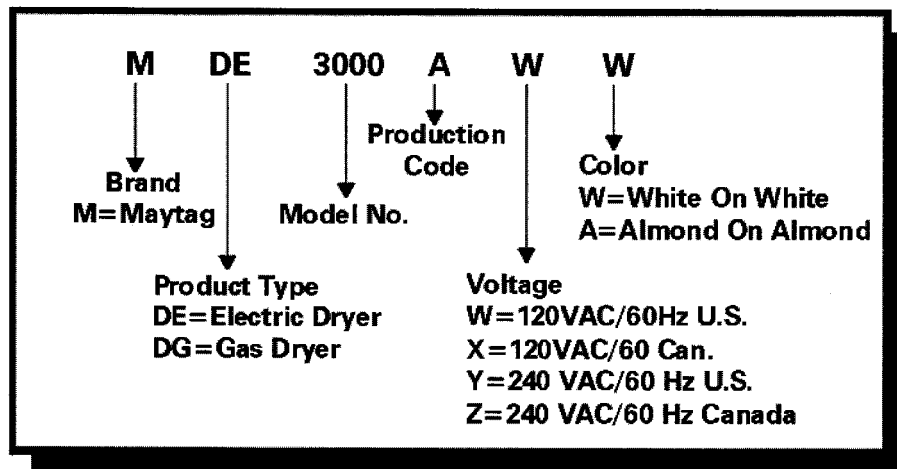 M DE 3000 A W W
Production
Code
Brand
M=Maytag
Model No.
Color
W=White On White
A=Almond On Almond
Product Type
DE=Electric Dryer
DG=Gas Dryer
Voltage
W=120VAC/60Hz U.S.
X=120VAC/60 Can.
Y=240 VAC/60 Hz U.S.
Z=240 VAC/60 Hz Canada